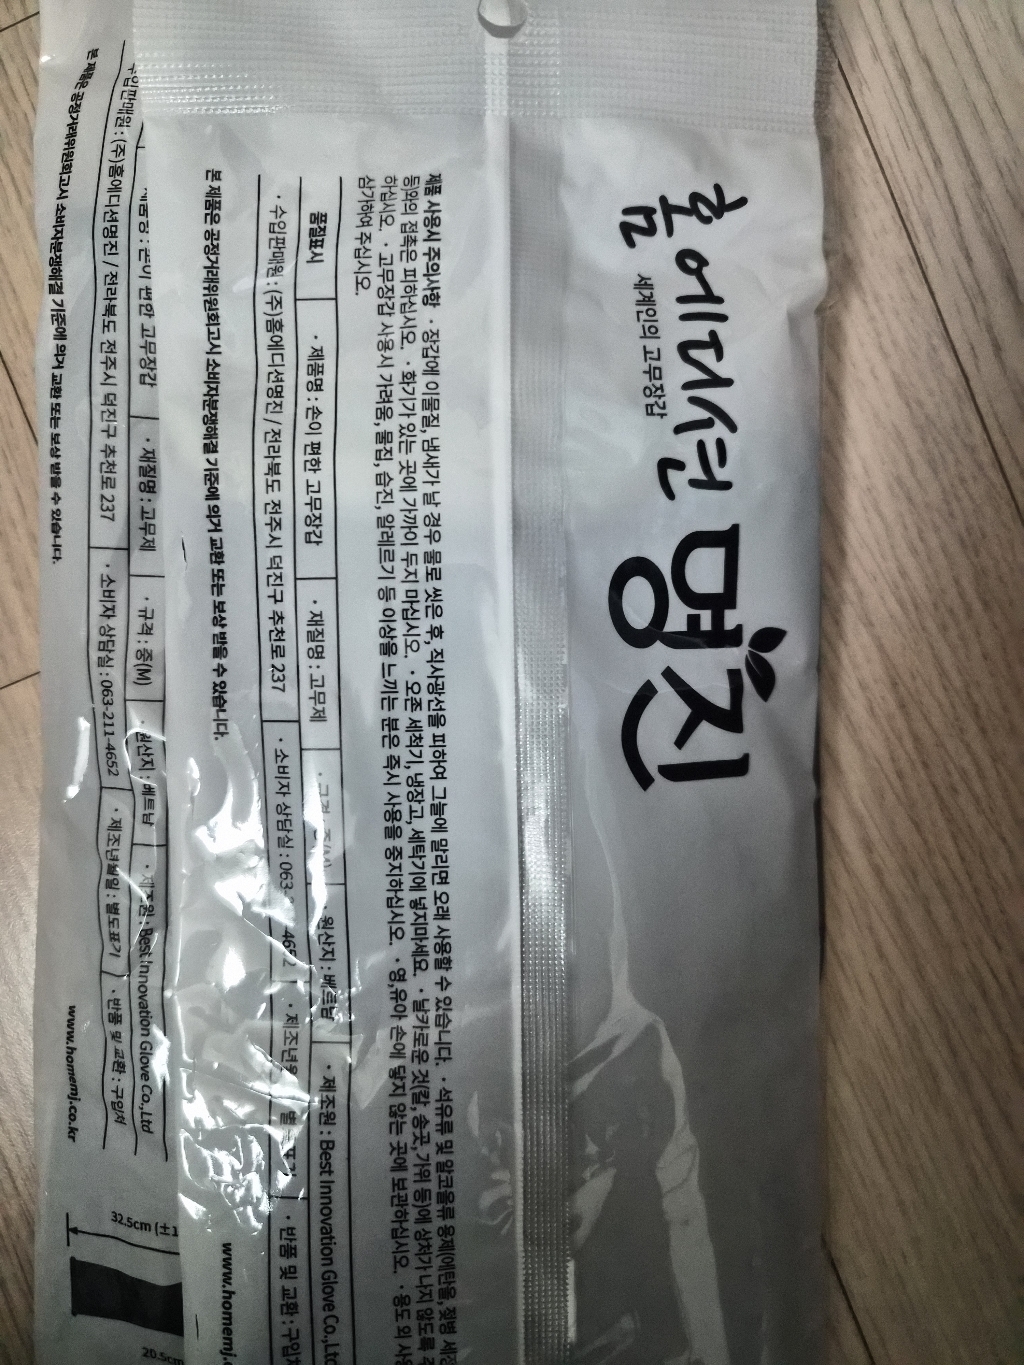 홈에디션 명진
세계인의 고무장갑
제품 사용시 주의사항 · 장갑에 이물질, 냄새가 날 경우 물로 씻은 후, 직사광선을 피하여 그늘에 말리면 오래 사용할 수 있습니다. · 석유류 및 알코올류 용제(에탄올, 젖병 세정
등)와의 접촉은 피하십시오. · 화기가 있는 곳에 가까이 두지 마십시오. · 오존 세척기, 냉장고, 세탁기에 넣지마세요. · 날카로운 것(칼, 송곳, 가위 등)에 상처가 나지 않도록
하십시오. · 고무장갑 사용시 가려움, 물집, 습진, 알레르기 등 이상을 느끼는 분은 즉시 사용을 중지하십시오. · 영,유아 손에 닿지 않는 곳에 보관하십시오. · 용도 외
삼가하여 주십시오.
품질표시 · 제품명 : 손이 편한 고무장갑 · 재질명 : 고무제 · 규격 : 중(M) · 원산지 : 베트남 · 제조원 : Best Innovation Glove Co.,Ltd
· 수입판매원 : (주)홈에디션명진 / 전라북도 전주시 덕진구 추천로 237 · 소비자 상담실 : 063- · 반품 및 교환 : 구입처
본 제품은 공정거래위원회고시 소비자분쟁해결 기준에 의거 교환 또는 보상 받을 수 있습니다. www.homemj.c
편한 고무장갑 · 재질명 : 고무제 · 규격 : 중(M) · 원산지 : 베트남 · 제조원 : Best Innovation Glove Co.,Ltd
수입판매원 : (주)홈에디션명진 / 전라북도 전주시 덕진구 추천로 237 · 소비자 상담실 : 063-211-4652 · 제조년월일 : 별도표기 · 반품 및 교환 : 구입처
본 제품은 공정거래위원회고시 소비자분쟁해결 기준에 의거 교환 또는 보상 받을 수 있습니다. www.homemj.co.kr
32.5cm (±1
20.5cm